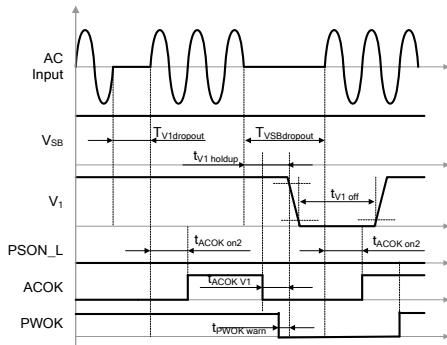 AC
Input
VSB
TV1dropout
TVSBdropout
tV1 holdup
V1
tV1 off
PSON_L
tACOK on2
tACOK on2
ACOK
tACOK V1
PWOK
tPWOK warn